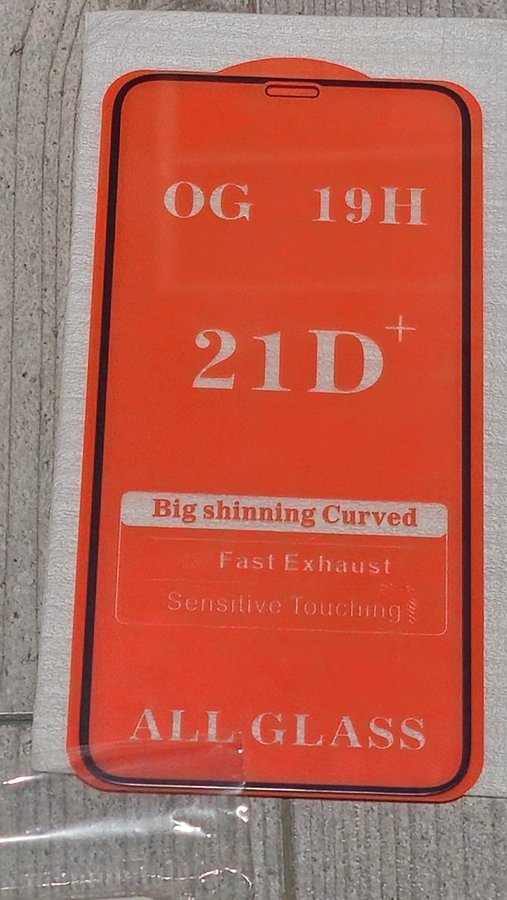 OG 19H
21D+
Big shinning Curved
Fast Exhaust
Sensitive Touching
ALL GLASS